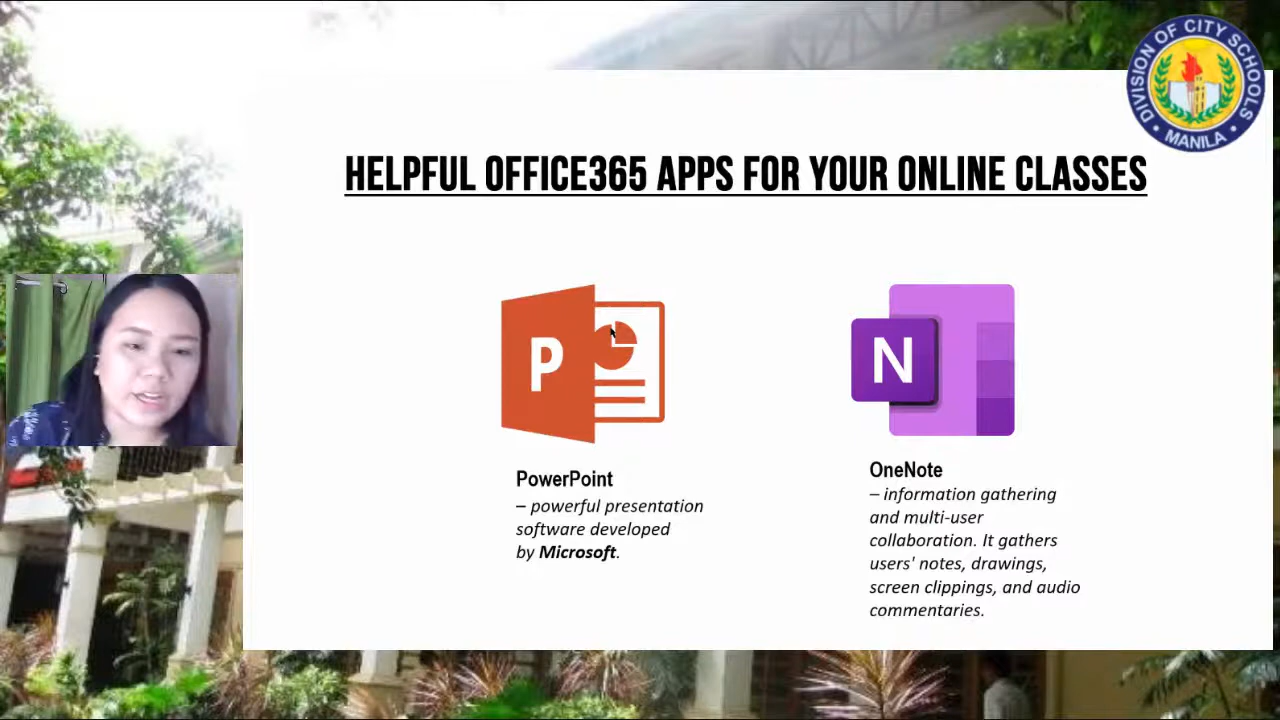 DIVISION OF CITY SCHOOLS
MANILA
HELPFUL OFFICE365 APPS FOR YOUR ONLINE CLASSES
P
N
PowerPoint
– powerful presentation
software developed
by Microsoft.
OneNote
– information gathering
and multi-user
collaboration. It gathers
users' notes, drawings,
screen clippings, and audio
commentaries.